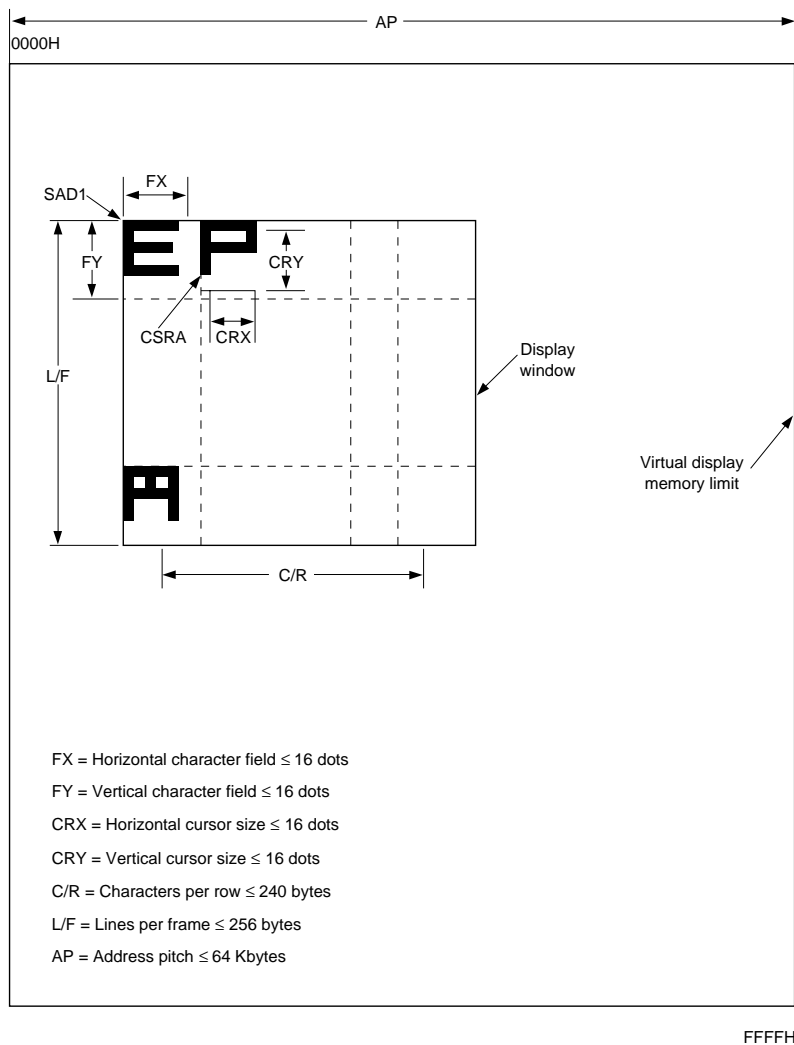 AP
0000H
FX
SAD1
E P
FY
CRY
CSRA
CRX
L/F
Display
window
Virtual display
memory limit
A
C/R
FX = Horizontal character field ≤ 16 dots
FY = Vertical character field ≤ 16 dots
CRX = Horizontal cursor size ≤ 16 dots
CRY = Vertical cursor size ≤ 16 dots
C/R = Characters per row ≤ 240 bytes
L/F = Lines per frame ≤ 256 bytes
AP = Address pitch ≤ 64 Kbytes
FFFFH